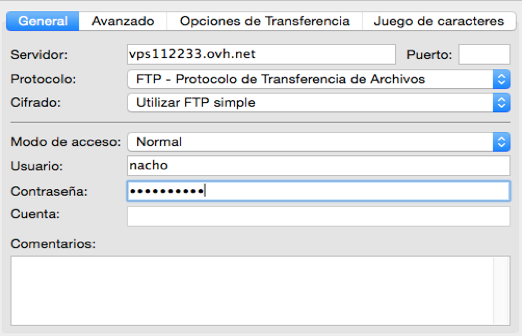 General Avanzado Opciones de Transferencia Juego de caracteres
Servidor: vps112233.ovh.net Puerto:
Protocolo: FTP - Protocolo de Transferencia de Archivos
Cifrado: Utilizar FTP simple
Modo de acceso: Normal
Usuario: nacho
Contraseña: ••••••••••
Cuenta:
Comentarios: